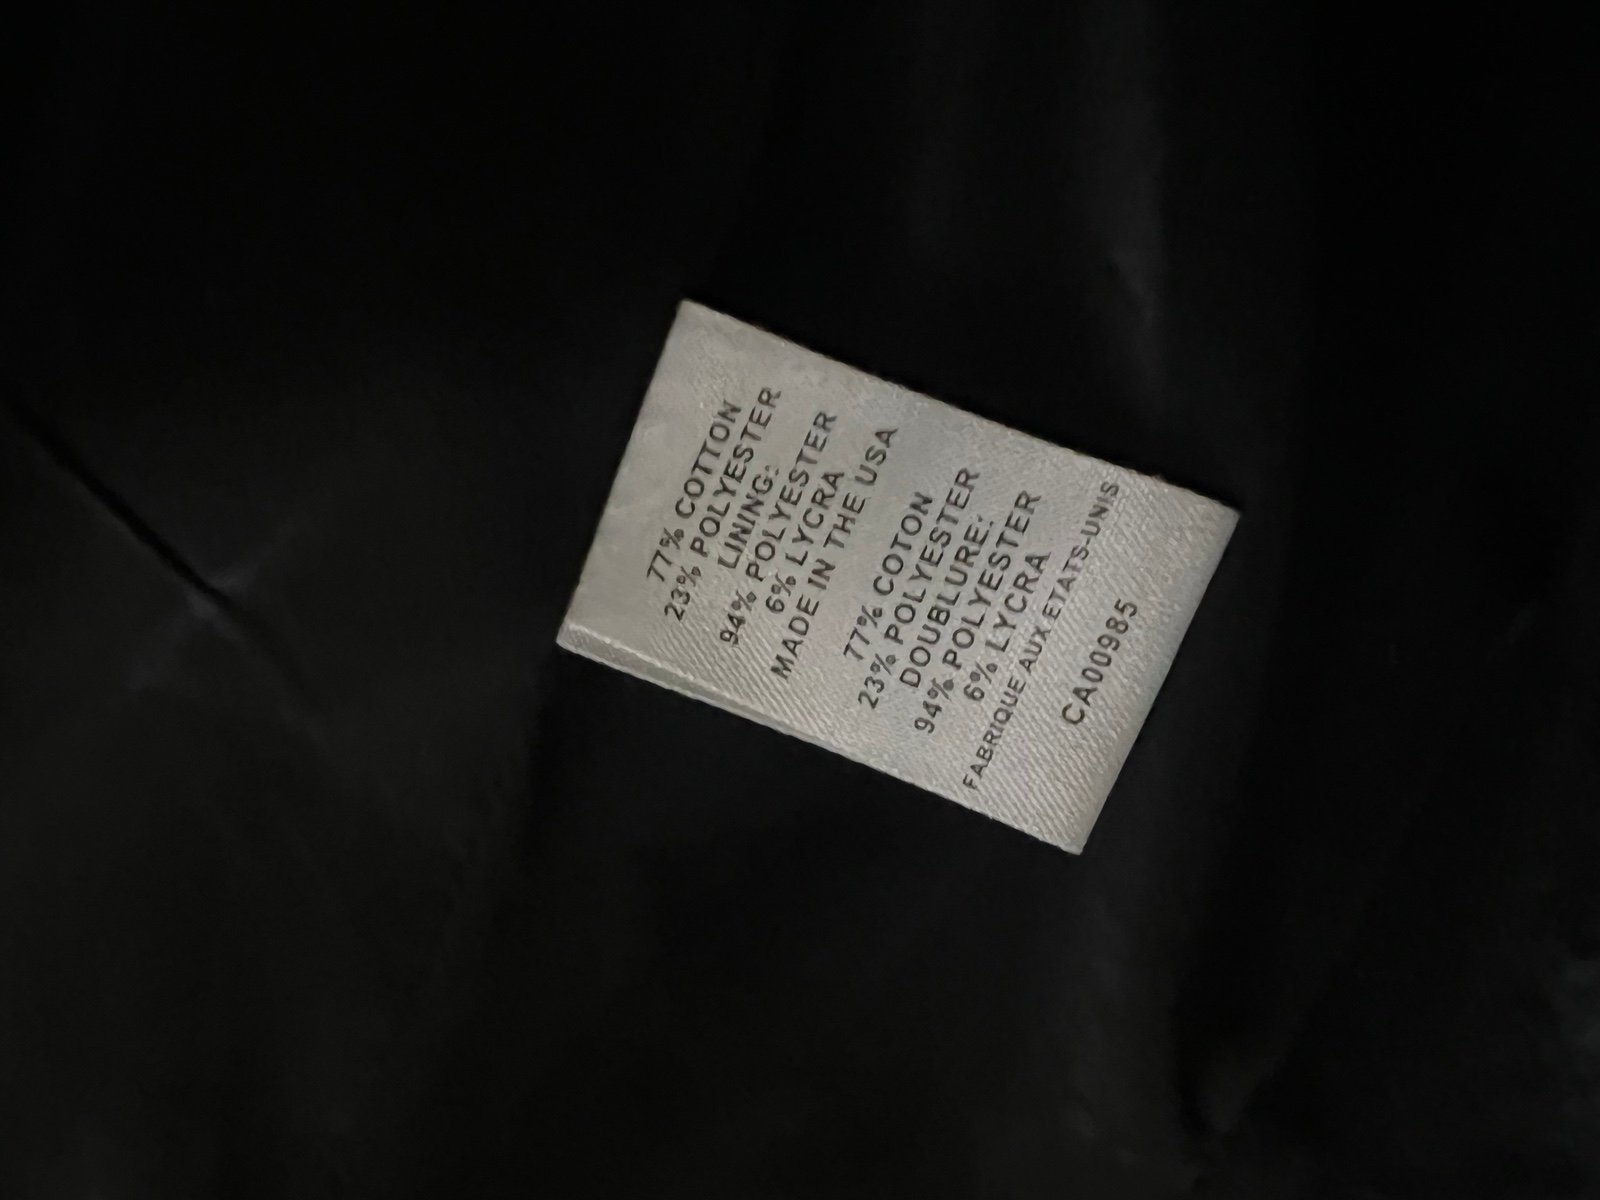 77% COTTON
23% POLYESTER
LINING:
94% POLYESTER
6% LYCRA
MADE IN THE USA
77% COTON
23% POLYESTER
DOUBLURE:
94% POLYESTER
6% LYCRA
FABRIQUE AUX ETATS-UNIS
CA00985